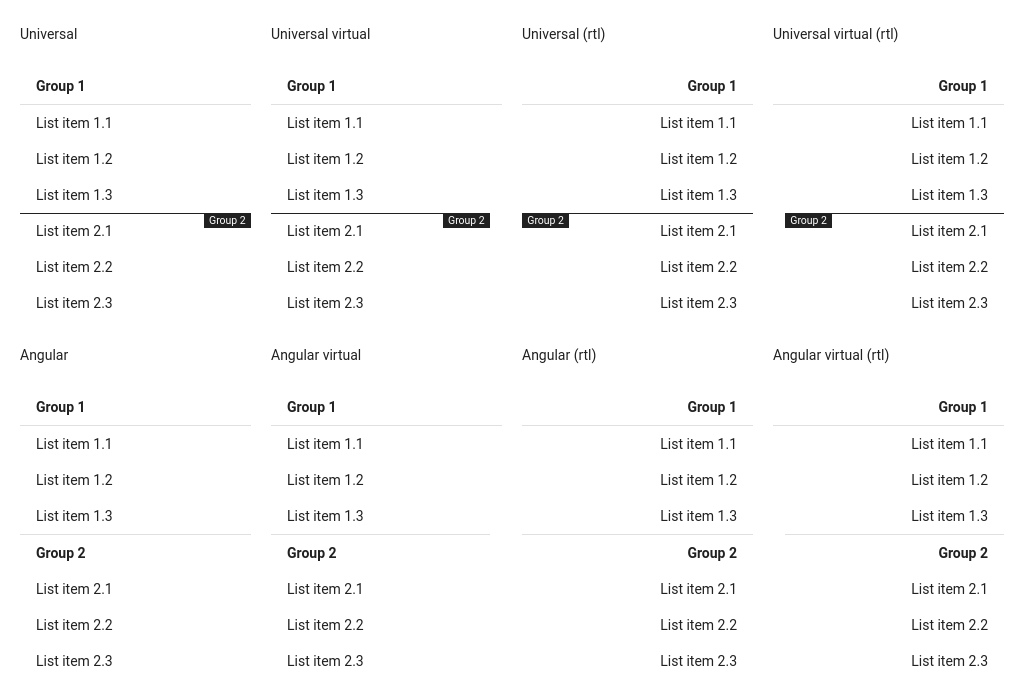 Universal
Group 1
List item 1.1
List item 1.2
List item 1.3
Group 2
List item 2.1
List item 2.2
List item 2.3
Universal virtual
Group 1
List item 1.1
List item 1.2
List item 1.3
Group 2
List item 2.1
List item 2.2
List item 2.3
Universal (rtl)
Group 1
List item 1.1
List item 1.2
List item 1.3
Group 2
List item 2.1
List item 2.2
List item 2.3
Universal virtual (rtl)
Group 1
List item 1.1
List item 1.2
List item 1.3
Group 2
List item 2.1
List item 2.2
List item 2.3
Angular
Group 1
List item 1.1
List item 1.2
List item 1.3
Group 2
List item 2.1
List item 2.2
List item 2.3
Angular virtual
Group 1
List item 1.1
List item 1.2
List item 1.3
Group 2
List item 2.1
List item 2.2
List item 2.3
Angular (rtl)
Group 1
List item 1.1
List item 1.2
List item 1.3
Group 2
List item 2.1
List item 2.2
List item 2.3
Angular virtual (rtl)
Group 1
List item 1.1
List item 1.2
List item 1.3
Group 2
List item 2.1
List item 2.2
List item 2.3